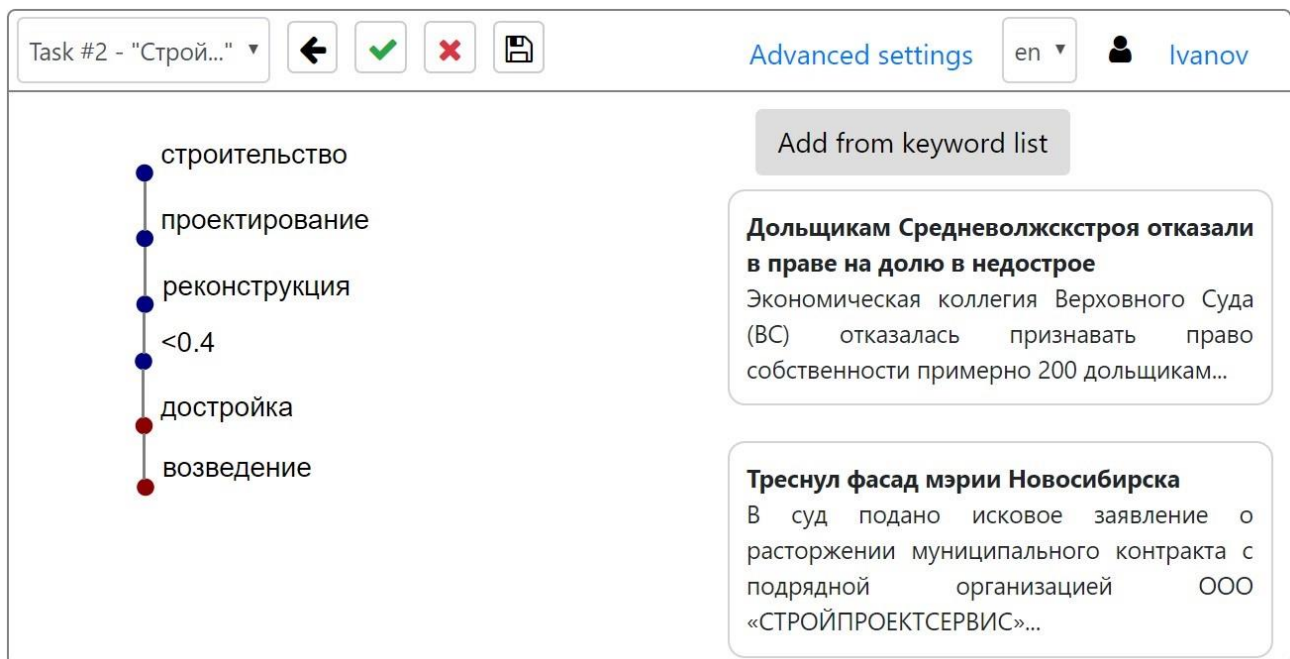 Task #2 - "Строй..."
Advanced settings
en
Ivanov
строительство
проектирование
реконструкция
<0.4
достройка
возведение
Add from keyword list
Дольщикам Средневолжскстроя отказали
в праве на долю в недострое
Экономическая коллегия Верховного Суда
(ВС) отказалась признавать право
собственности примерно 200 дольщикам...
Треснул фасад мэрии Новосибирска
В суд подано исковое заявление о
расторжении муниципального контракта с
подрядной организацией ООО
«СТРОЙПРОЕКТСЕРВИС»...